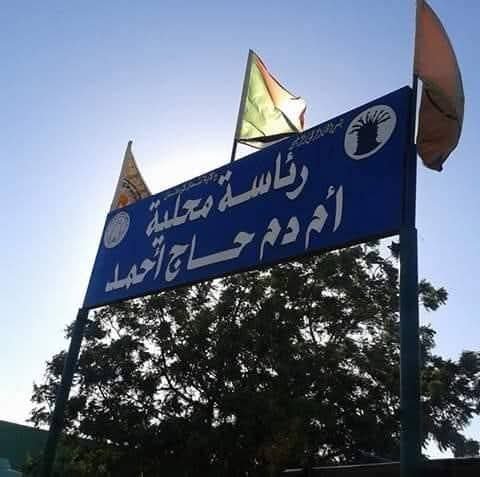 رئاسة محلية
أم دم حاج أحمد